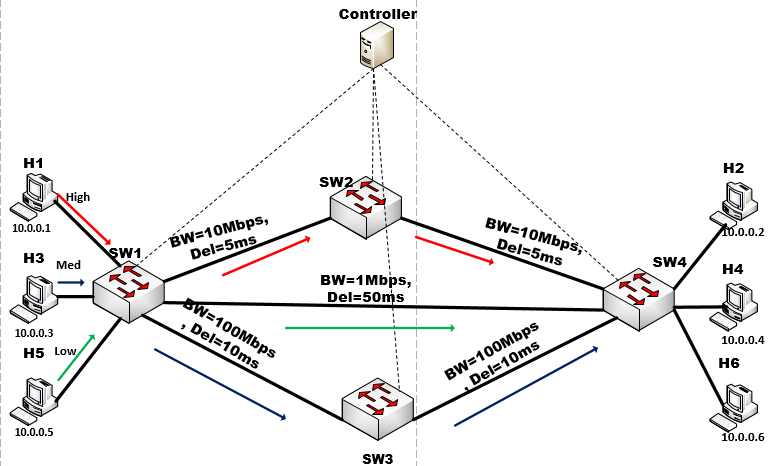 Controller
H1
High
10.0.0.1
SW2
H2
10.0.0.2
BW=10Mbps,
Del=5ms
BW=10Mbps,
Del=5ms
SW1
SW4
H3
Med
10.0.0.3
BW=1Mbps,
Del=50ms
H4
10.0.0.4
BW=100Mbps
, Del=10ms
BW=100Mbps
, Del=10ms
H5
Low
10.0.0.5
H6
10.0.0.6
SW3